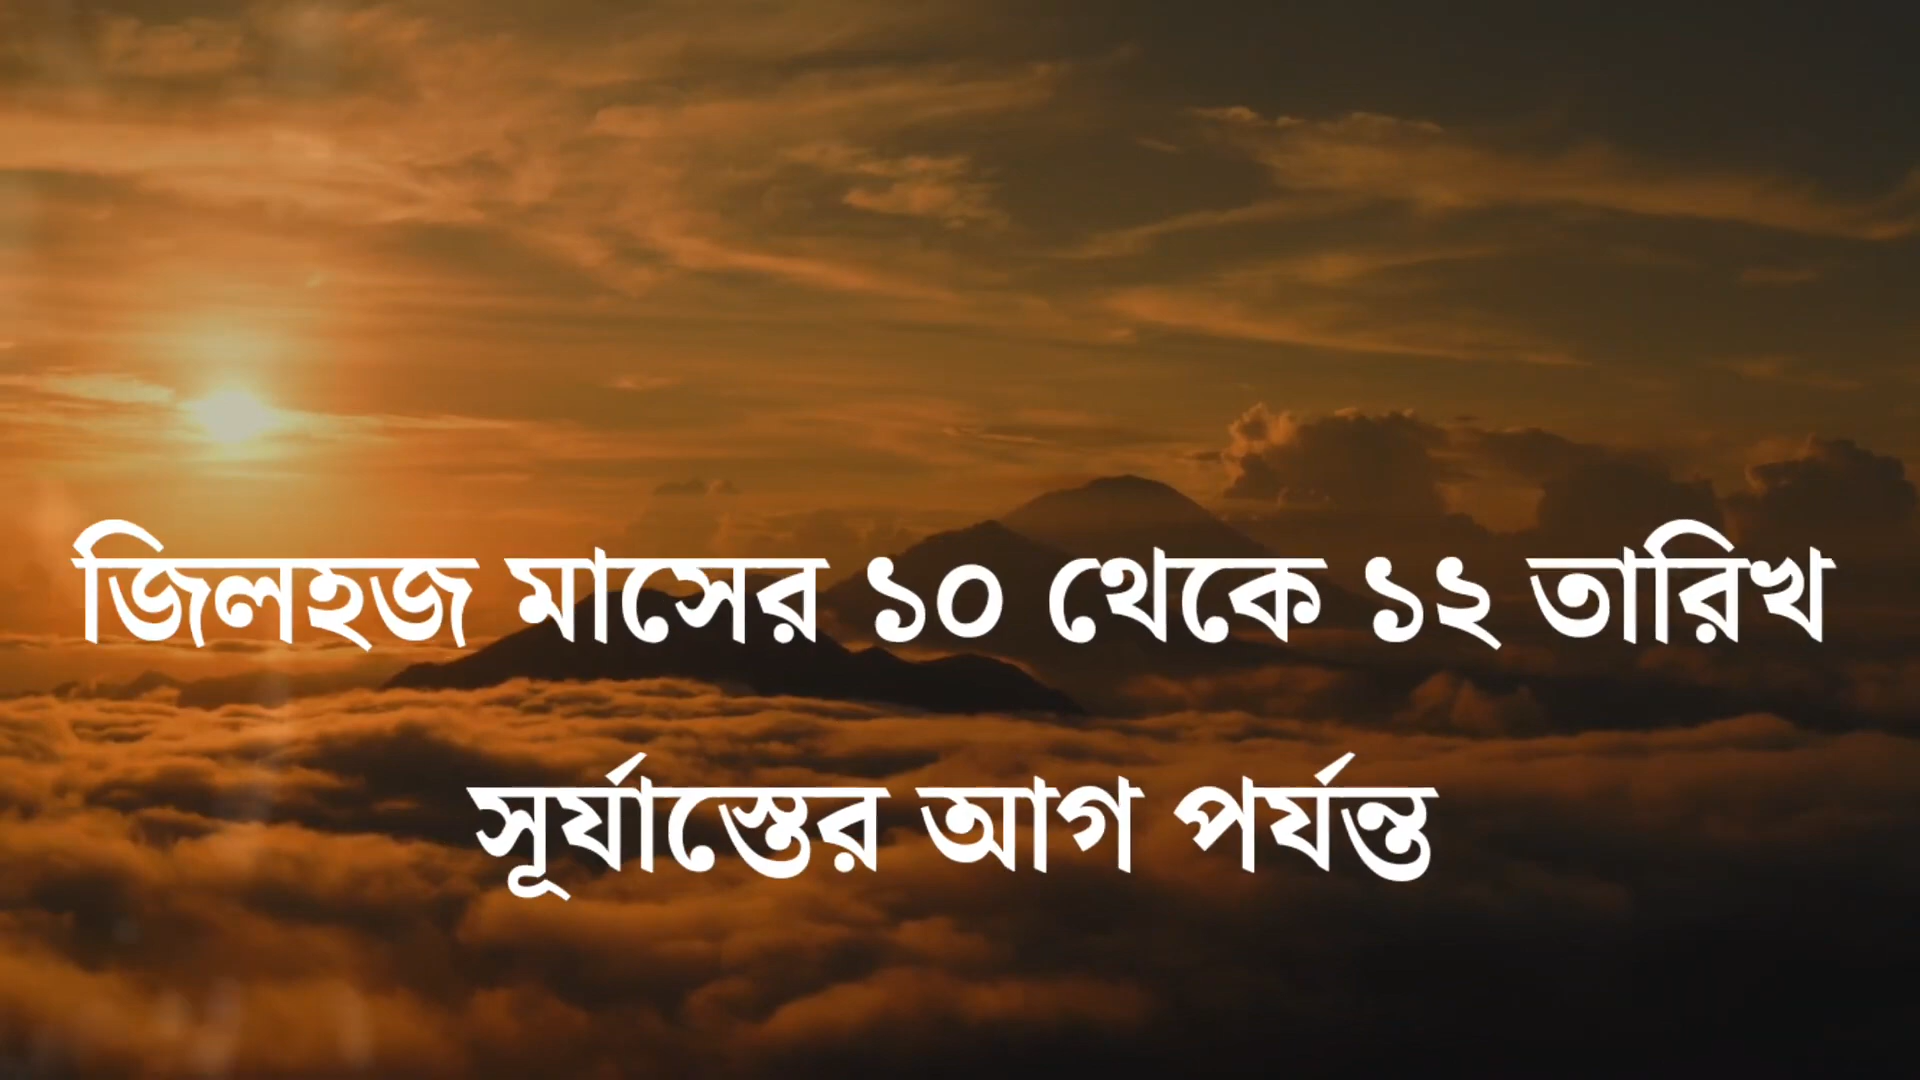 জিলহজ মাসের ১০ থেকে ১২ তারিখ
সূর্যাস্তের আগ পর্যন্ত